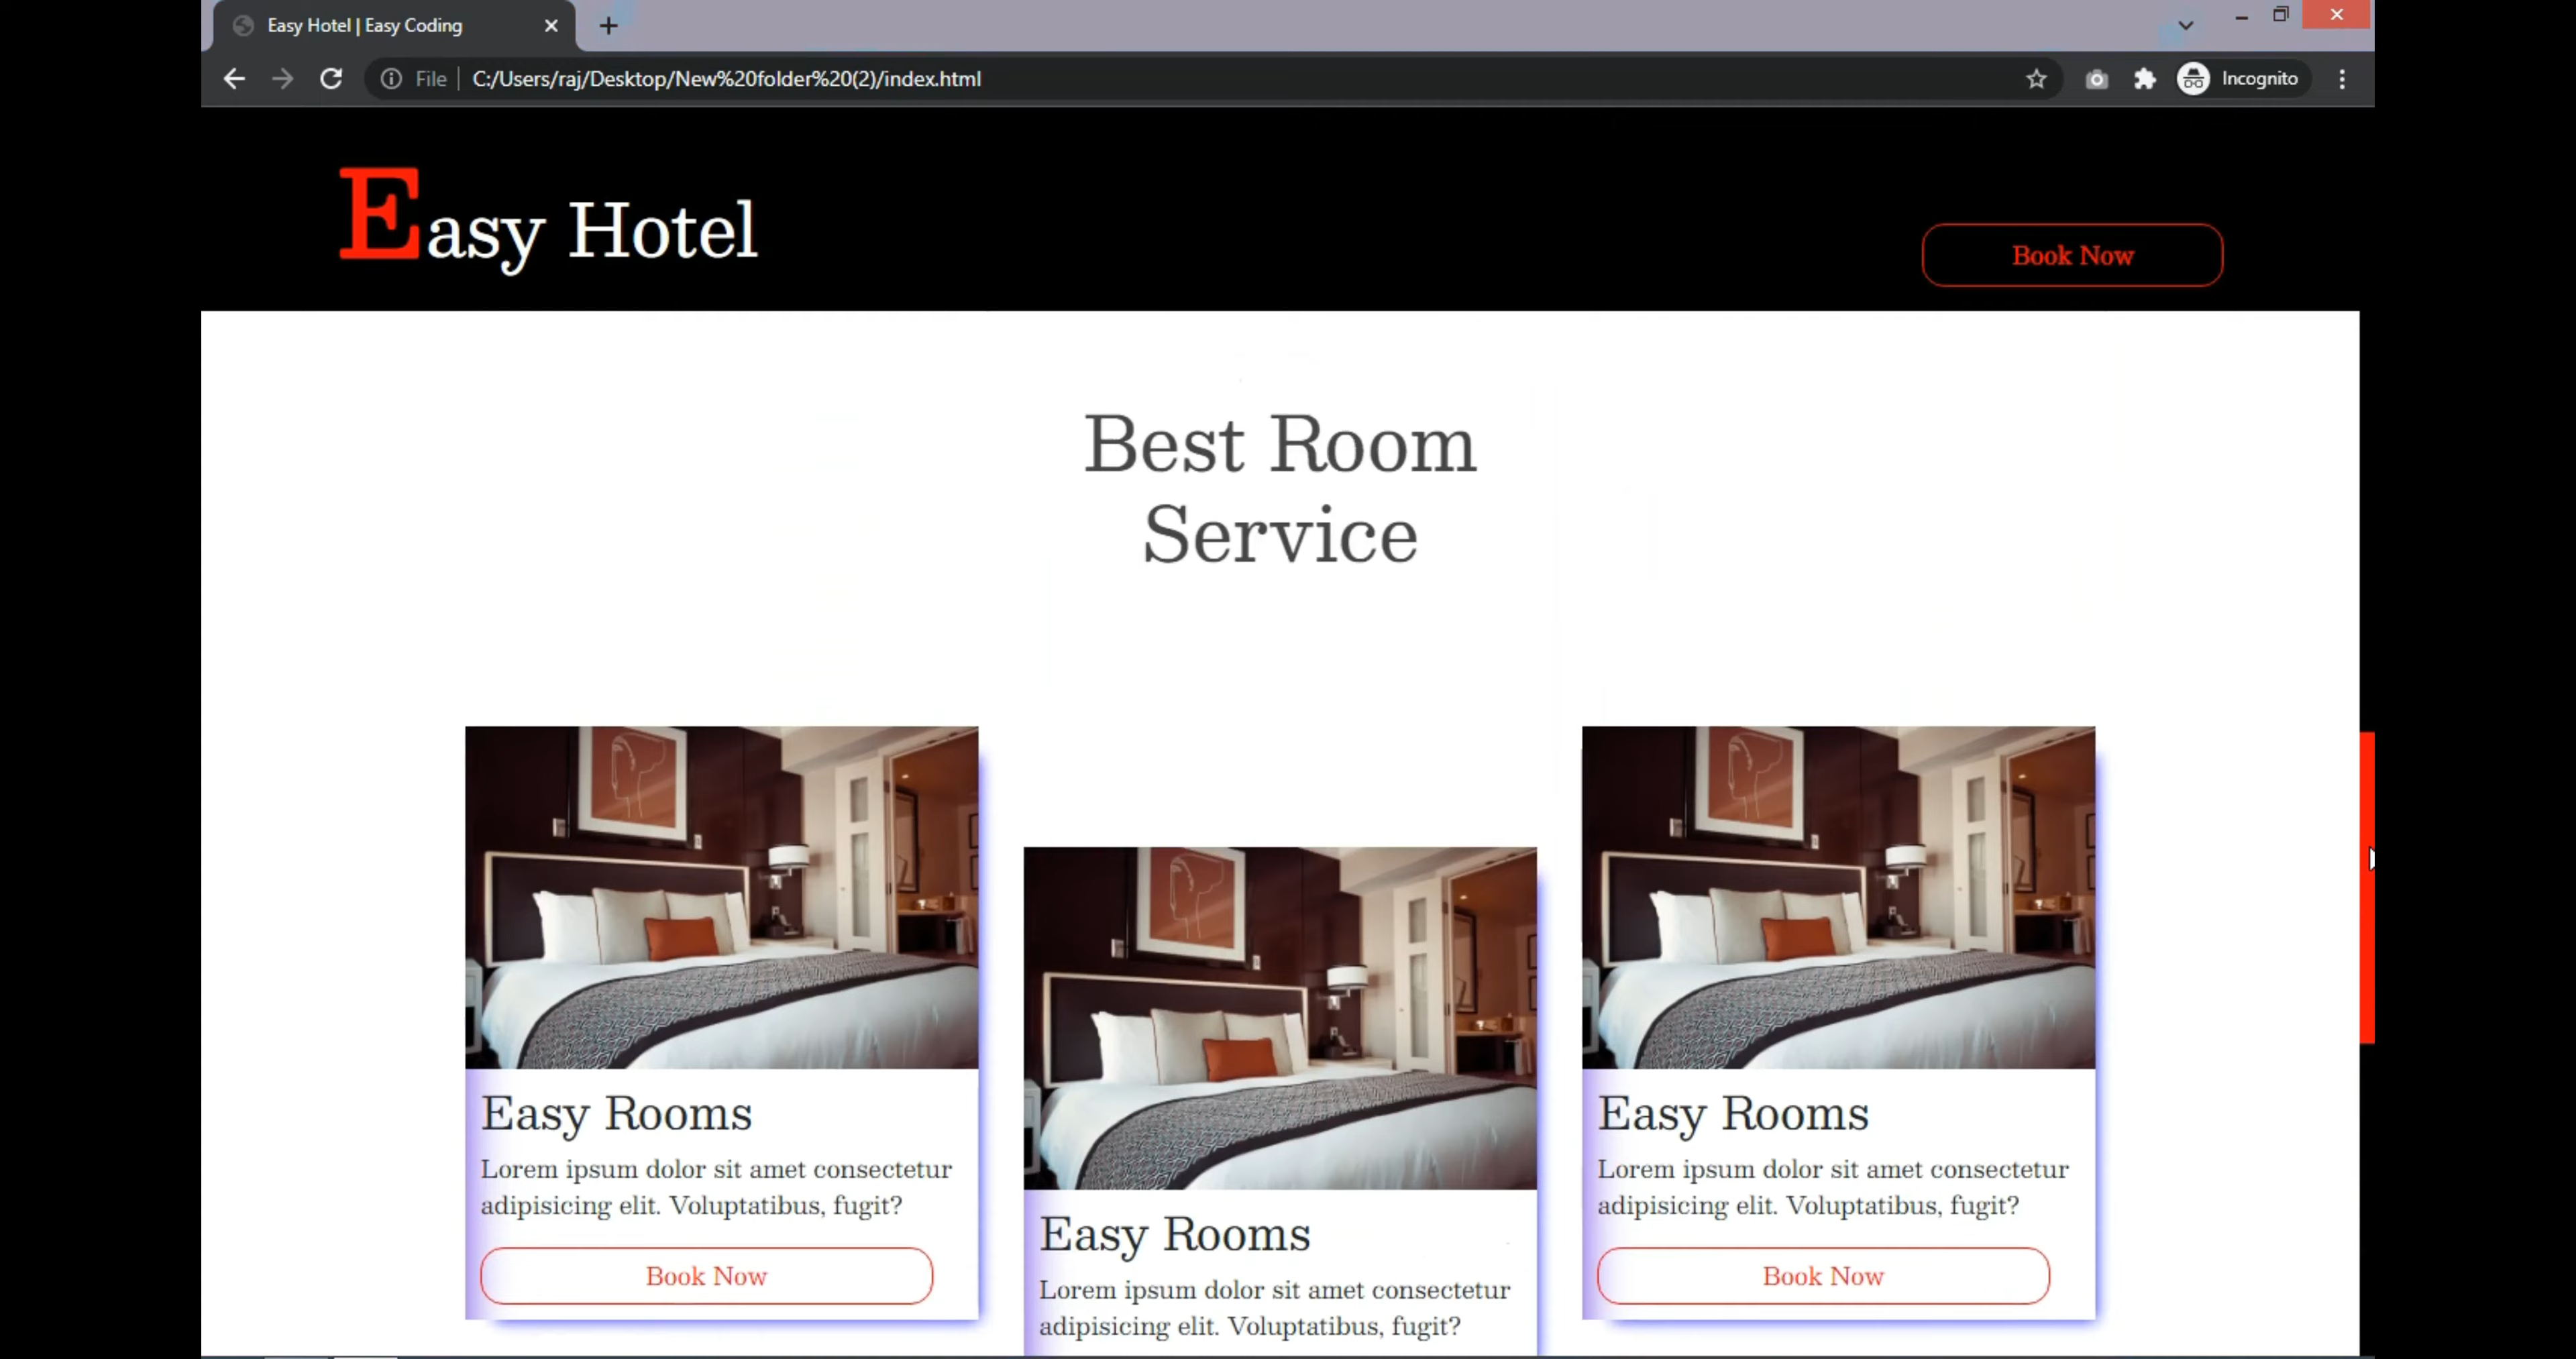 Easy Hotel | Easy Coding
File
C:/Users/raj/Desktop/New%20folder%20(2)/index.html
Incognito
Easy Hotel
Book Now
Best Room
Service
Easy Rooms
Lorem ipsum dolor sit amet consectetur
adipisicing elit. Voluptatibus, fugit?
Book Now
Easy Rooms
Lorem ipsum dolor sit amet consectetur
adipisicing elit. Voluptatibus, fugit?
Easy Rooms
Lorem ipsum dolor sit amet consectetur
adipisicing elit. Voluptatibus, fugit?
Book Now